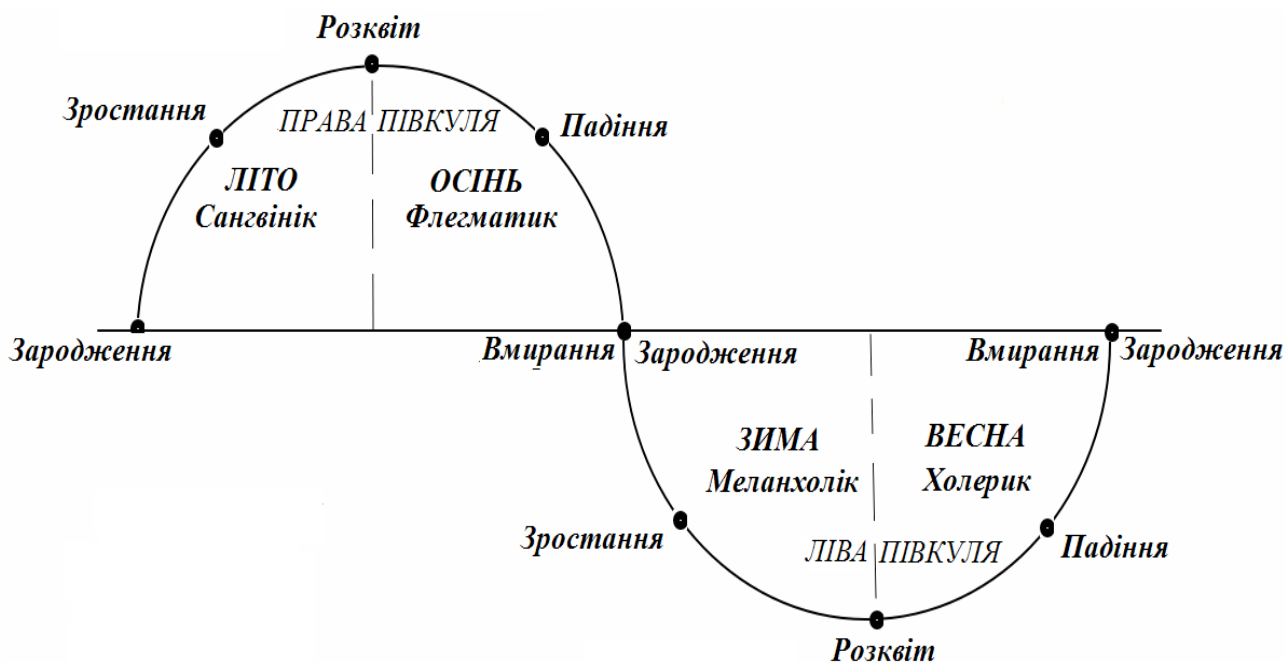 Розквіт
Зростання
ПРАВА ПІВКУЛЯ
Падіння
ЛІТО
Сангвінік
ОСІНЬ
Флегматик
Зародження
Вмирання
Зародження
Вмирання
Зародження
ЗИМА
Меланхолік
ВЕСНА
Холерик
Зростання
ЛІВА ПІВКУЛЯ
Падіння
Розквіт